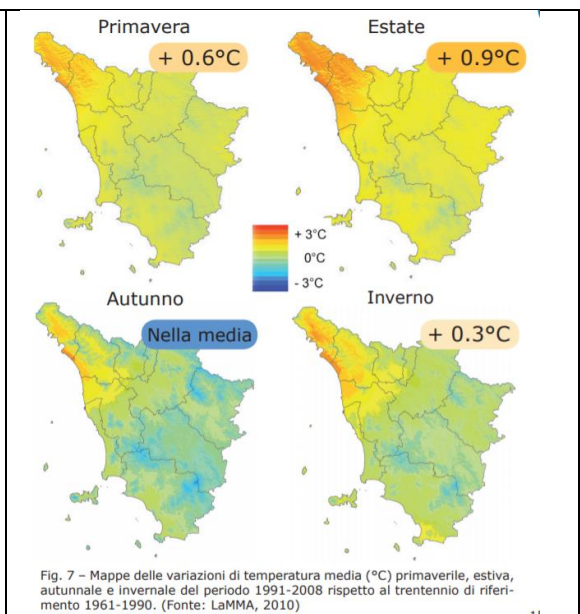 Primavera
+ 0.6°C
Estate
+ 0.9°C
+ 3°C
0°C
- 3°C
Autunno
Nella media
Inverno
+ 0.3°C
Fig. 7 – Mappe delle variazioni di temperatura media (°C) primaverile, estiva,
autunnale e invernale del periodo 1991-2008 rispetto al trentennio di riferi-
mento 1961-1990. (Fonte: LaMMA, 2010)